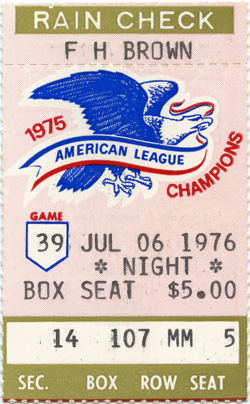 RAIN CHECK
F H BROWN
1975
AMERICAN LEAGUE
CHAMPIONS
GAME
39 JUL 06 1976
* NIGHT *
BOX SEAT $5.00
14 107 MM 5
SEC. BOX ROW SEAT